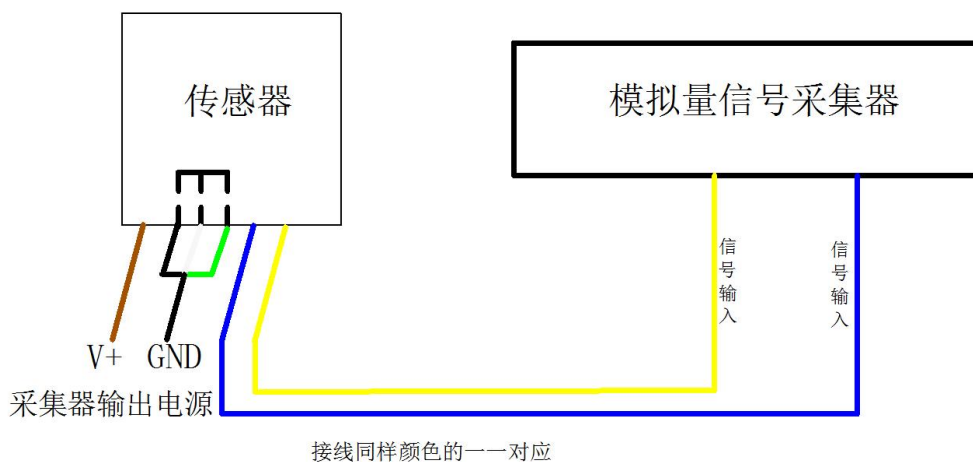 传感器
模拟量信号采集器
信号输入
信号输入
V+ GND
采集器输出电源
接线同样颜色的一一对应